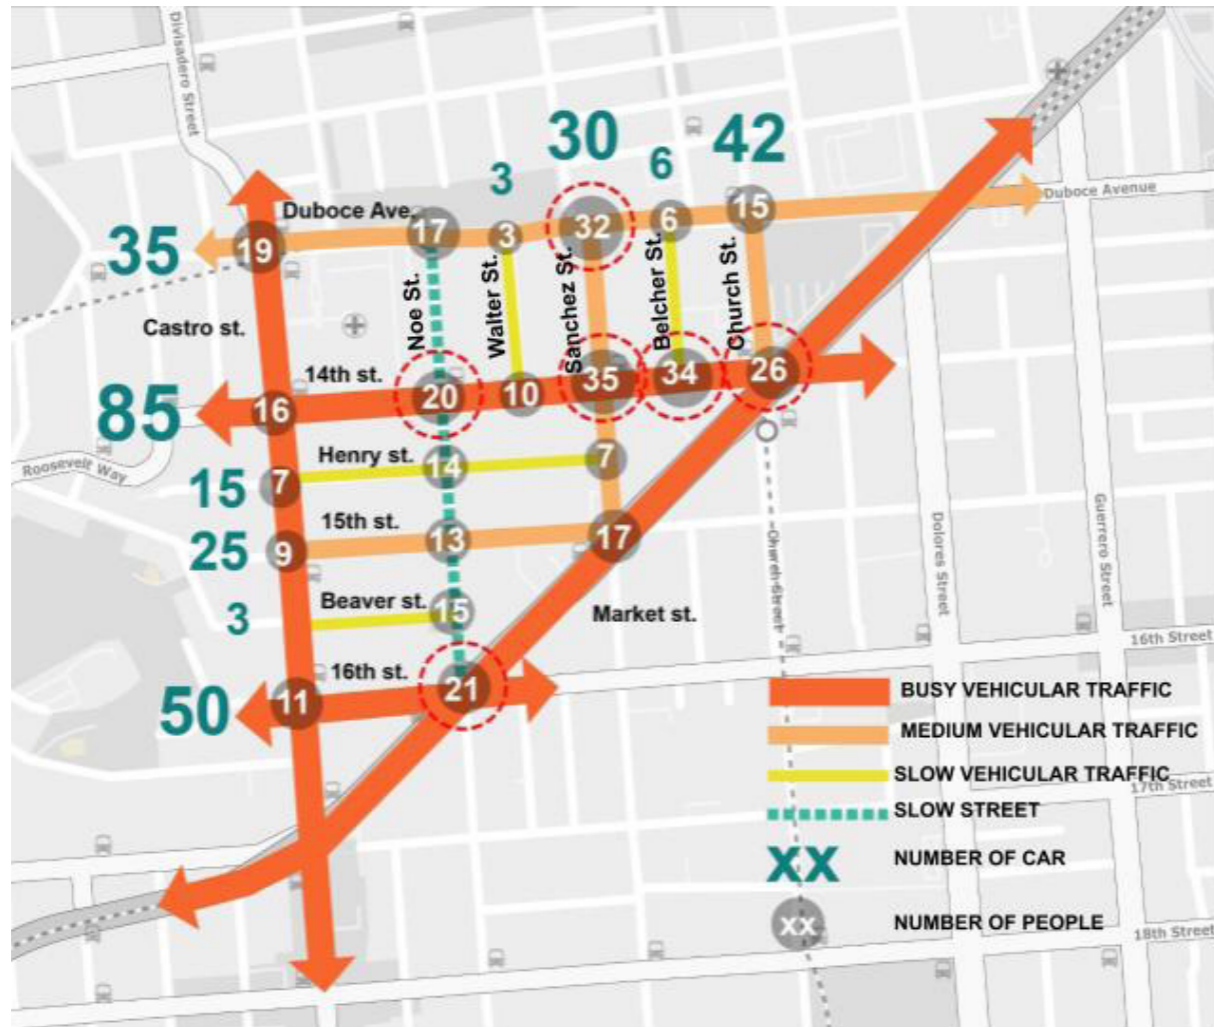 Divisadero Street
30
42
3
6
Duboce Ave.
Duboce Avenue
35
19
17
3
32
6
15
Castro st.
Noe St.
Walter St.
Sanchez St.
Belcher St.
Church St.
14th st.
85
16
20
10
35
34
26
Roosevelt Way
Henry st.
15
7
14
7
15th st.
25
9
13
17
Church Street
Dolores Street
Guerrero Street
Beaver st.
3
15
Market st.
16th Street
16th st.
50
11
21
BUSY VEHICULAR TRAFFIC
MEDIUM VEHICULAR TRAFFIC
SLOW VEHICULAR TRAFFIC
17th Street
SLOW STREET
XX
NUMBER OF CAR
XX
NUMBER OF PEOPLE
18th Street